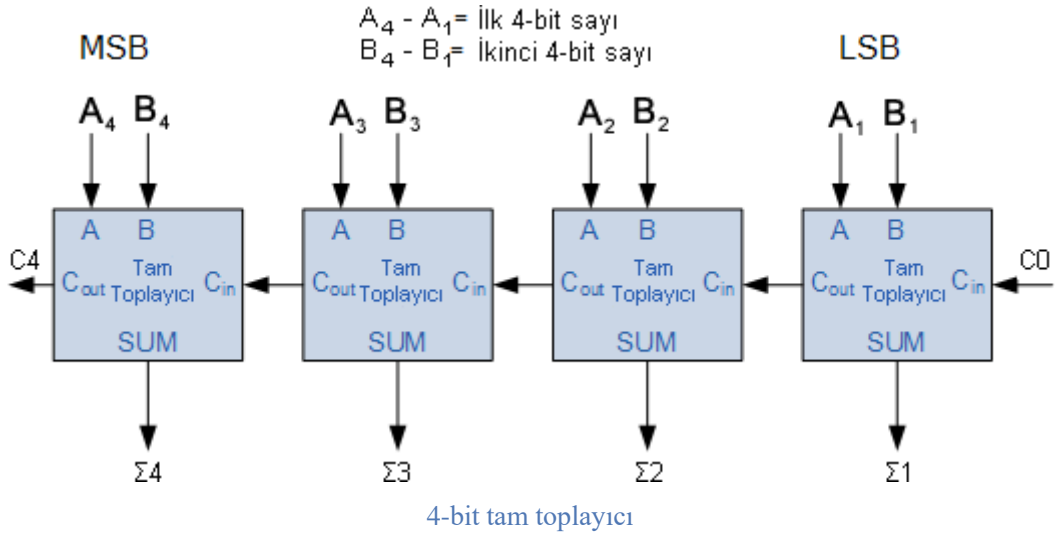 A₄ - A₁= İlk 4-bit sayı
MSB B₄ - B₁= İkinci 4-bit sayı LSB
A₄ B₄ A₃ B₃ A₂ B₂ A₁ B₁
A B A B A B A B
C4 Cout Tam Toplayıcı Cin Cout Tam Toplayıcı Cin Cout Tam Toplayıcı Cin Cout Tam Toplayıcı Cin C0
SUM SUM SUM SUM
Σ4 Σ3 Σ2 Σ1
4-bit tam toplayıcı